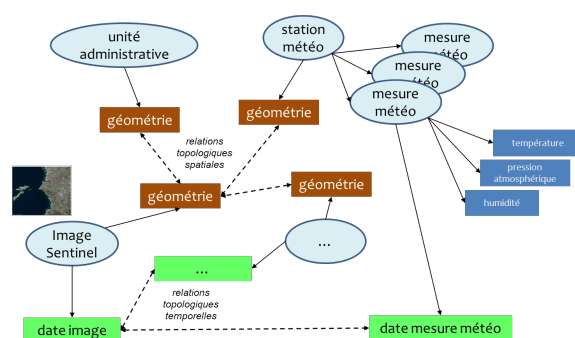 unité
administrative
station
météo
mesure
météo
mesure
météo
mesure
météo
géométrie
géométrie
relations
topologiques
spatiales
température
pression
atmosphérique
humidité
géométrie
géométrie
Image
Sentinel
...
...
relations
topologiques
temporelles
date image
date mesure météo